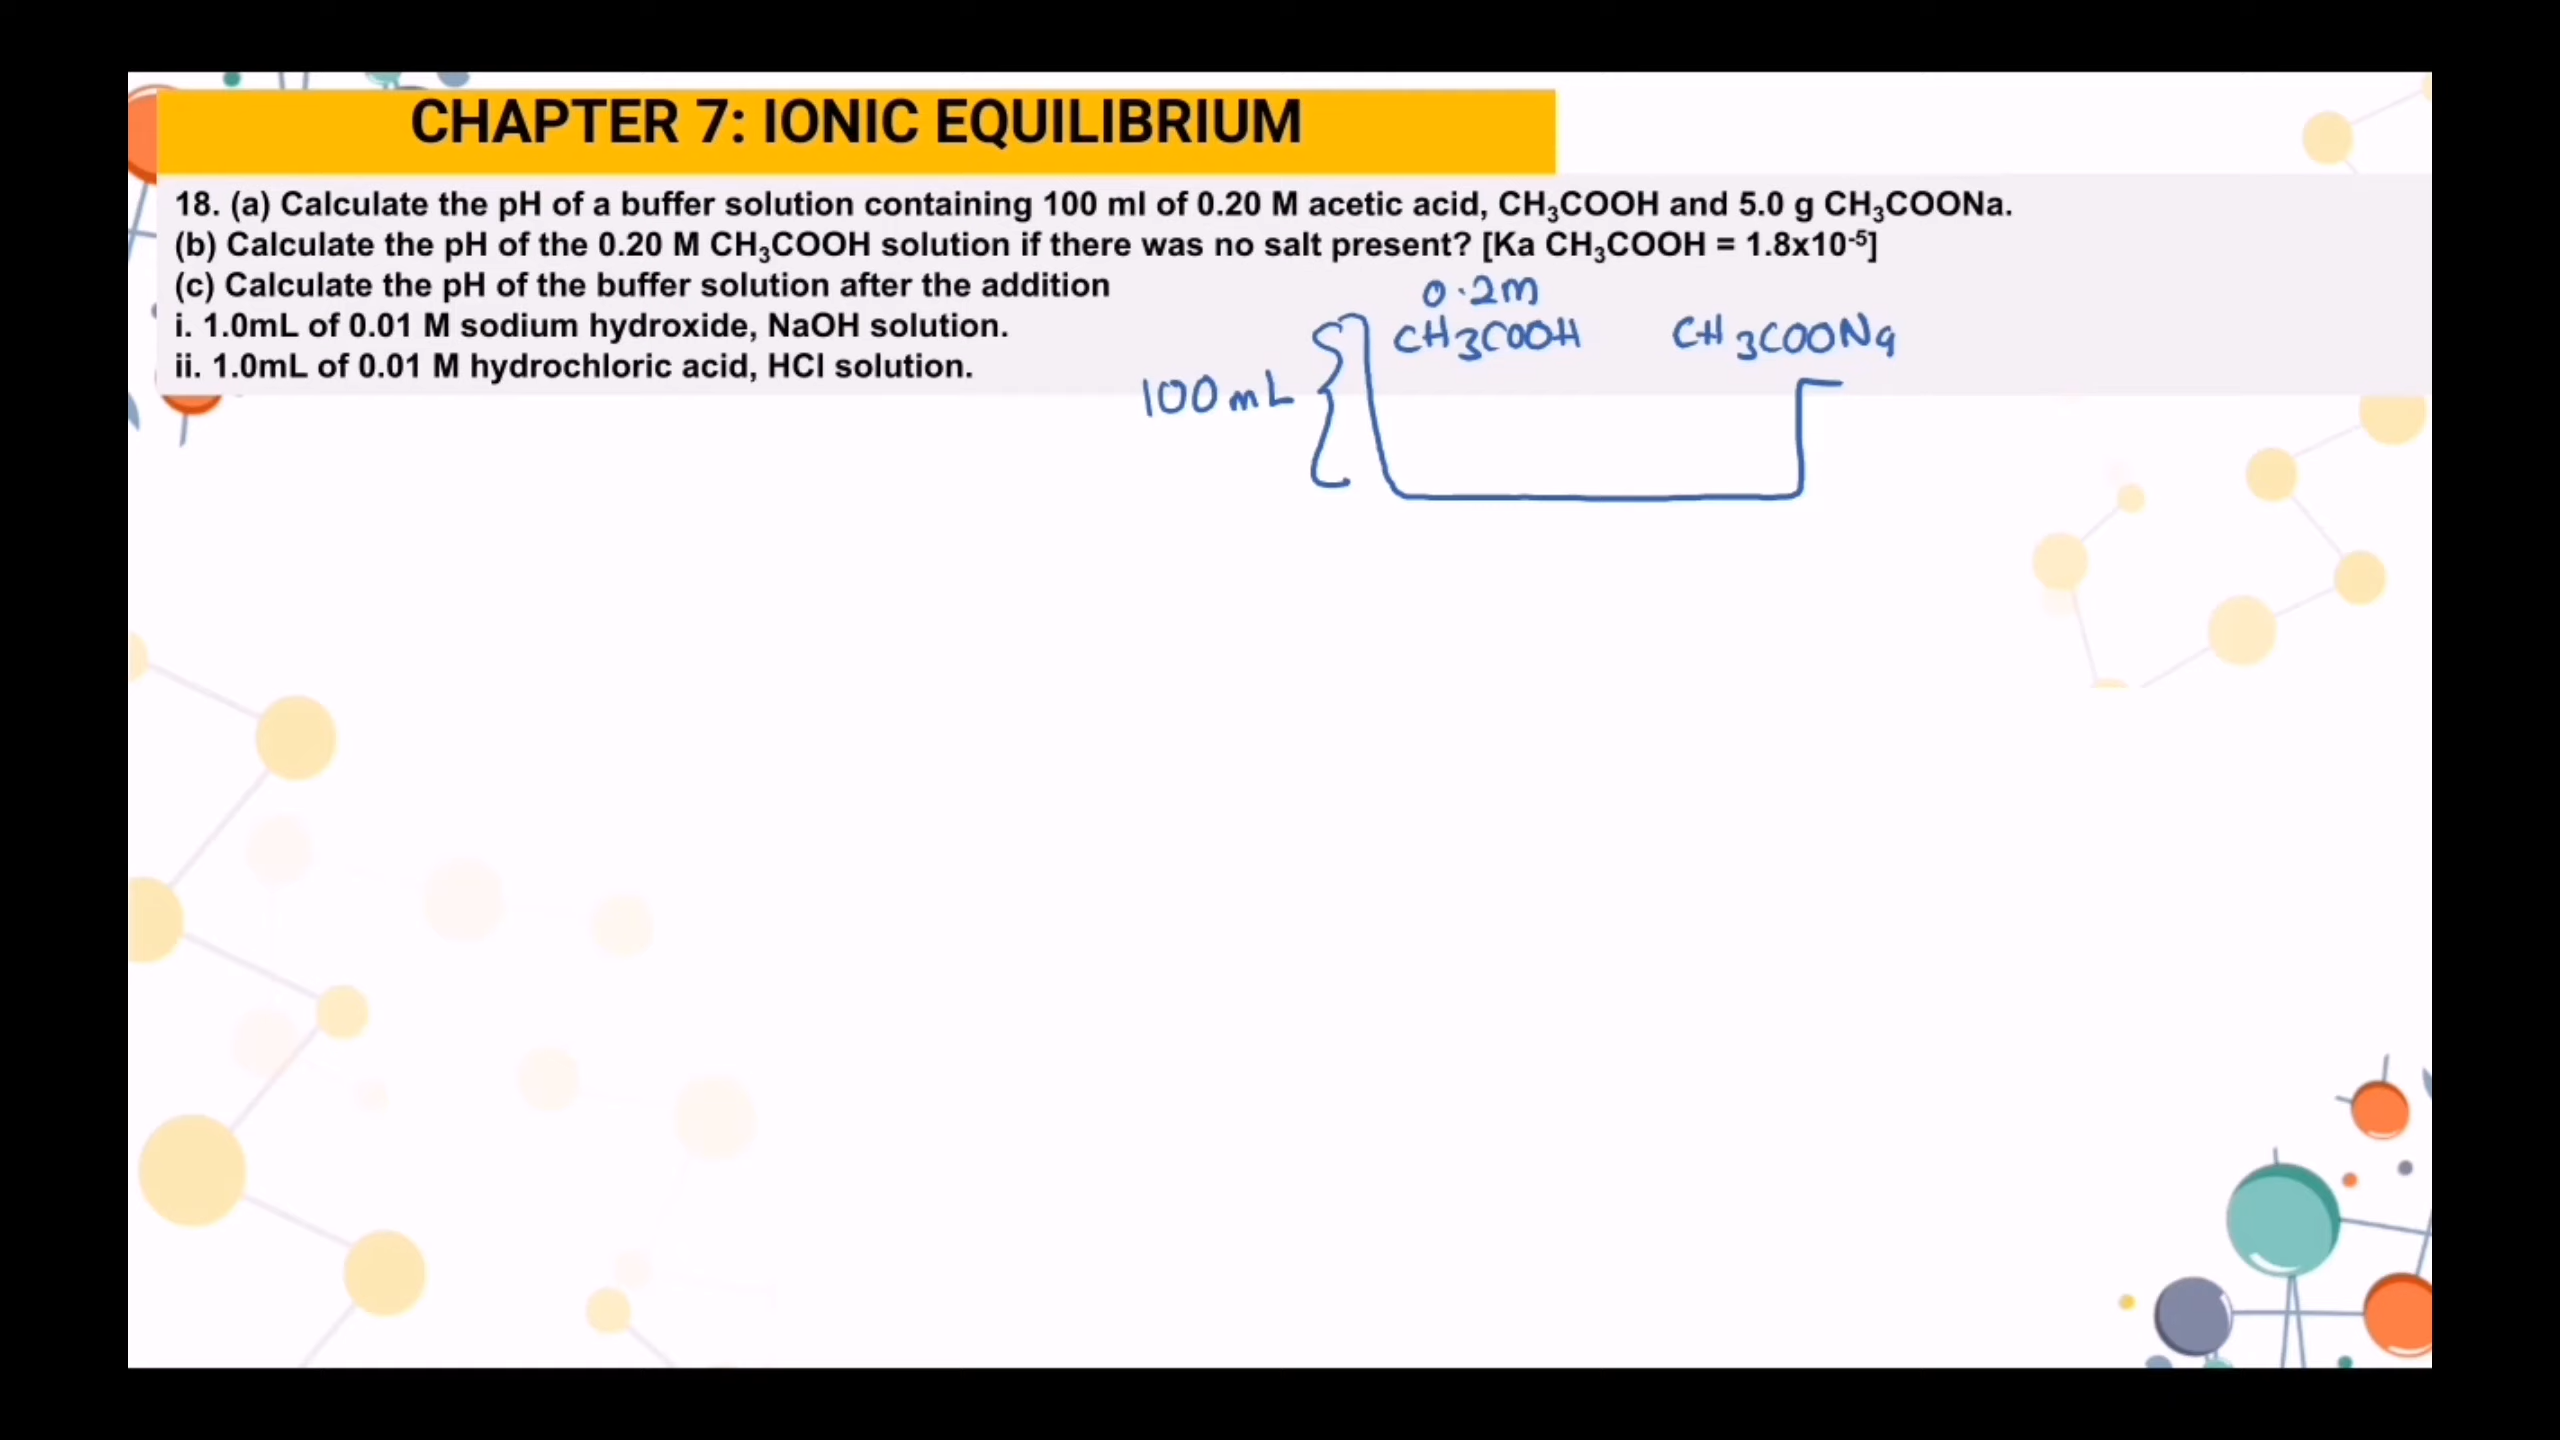 CHAPTER 7: IONIC EQUILIBRIUM
18. (a) Calculate the pH of a buffer solution containing 100 ml of 0.20 M acetic acid, CH₃COOH and 5.0 g CH₃COONa.
(b) Calculate the pH of the 0.20 M CH₃COOH solution if there was no salt present? [Ka CH₃COOH = 1.8x10⁻⁵]
(c) Calculate the pH of the buffer solution after the addition
i. 1.0mL of 0.01 M sodium hydroxide, NaOH solution.
ii. 1.0mL of 0.01 M hydrochloric acid, HCl solution.
0.2M
CH₃COOH CH₃COONa
100mL